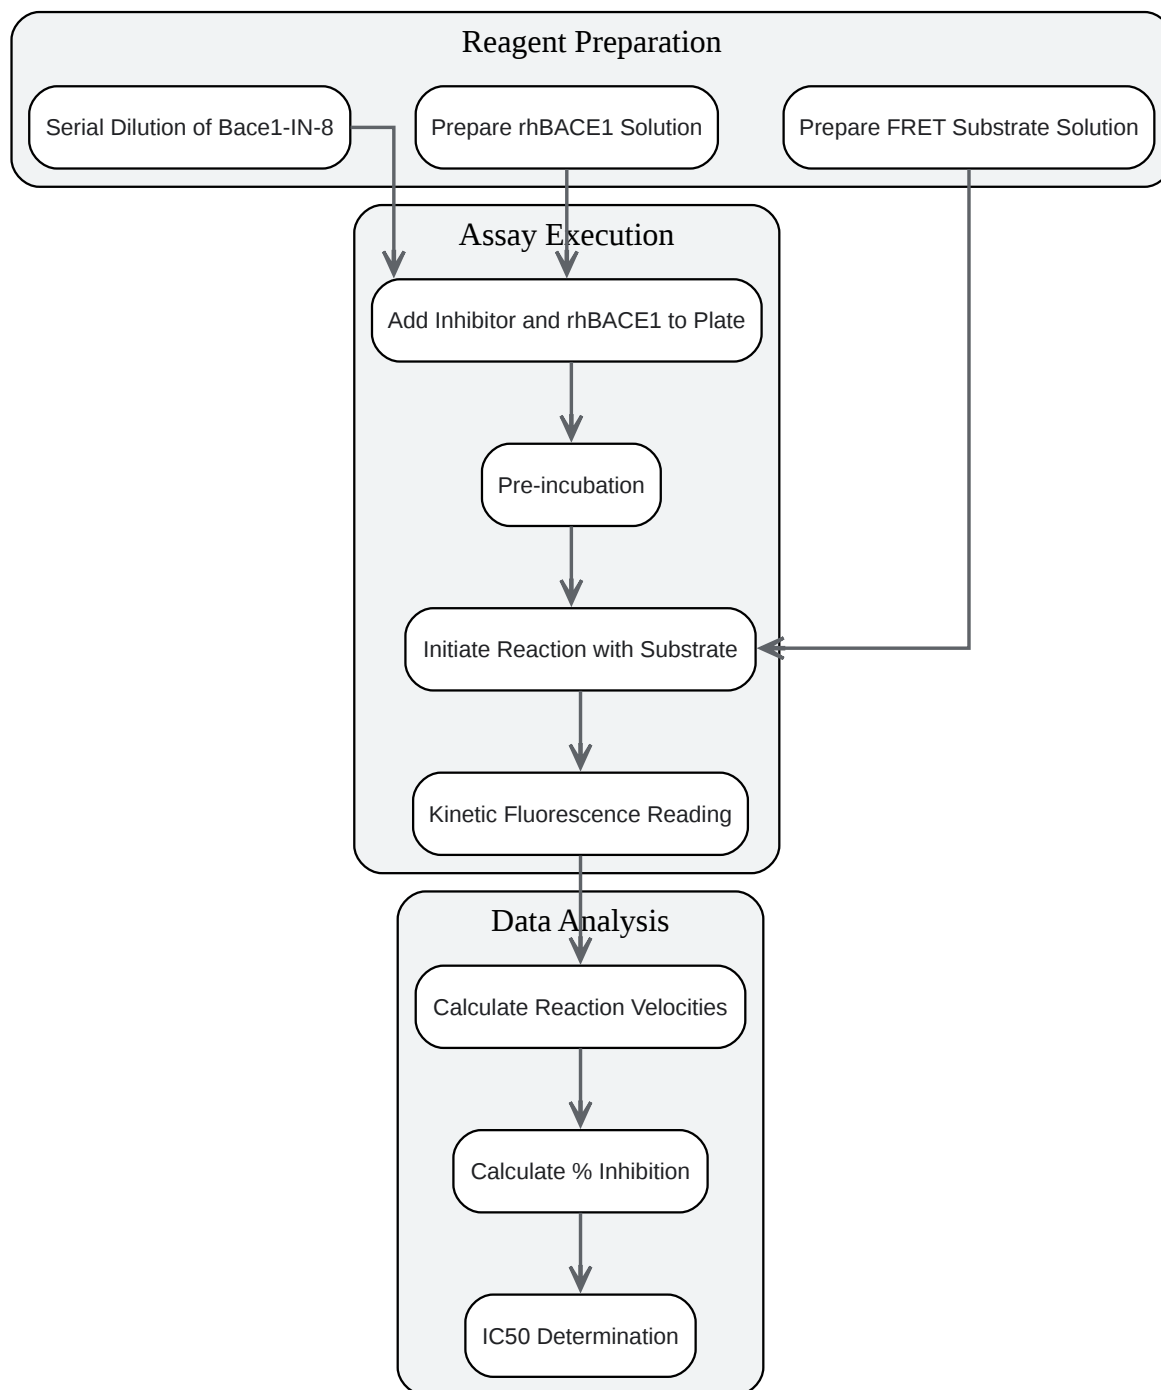 Reagent Preparation
Serial Dilution of Bace1-IN-8
Prepare rhBACE1 Solution
Prepare FRET Substrate Solution
Assay Execution
Add Inhibitor and rhBACE1 to Plate
Pre-incubation
Initiate Reaction with Substrate
Kinetic Fluorescence Reading
Data Analysis
Calculate Reaction Velocities
Calculate % Inhibition
IC50 Determination